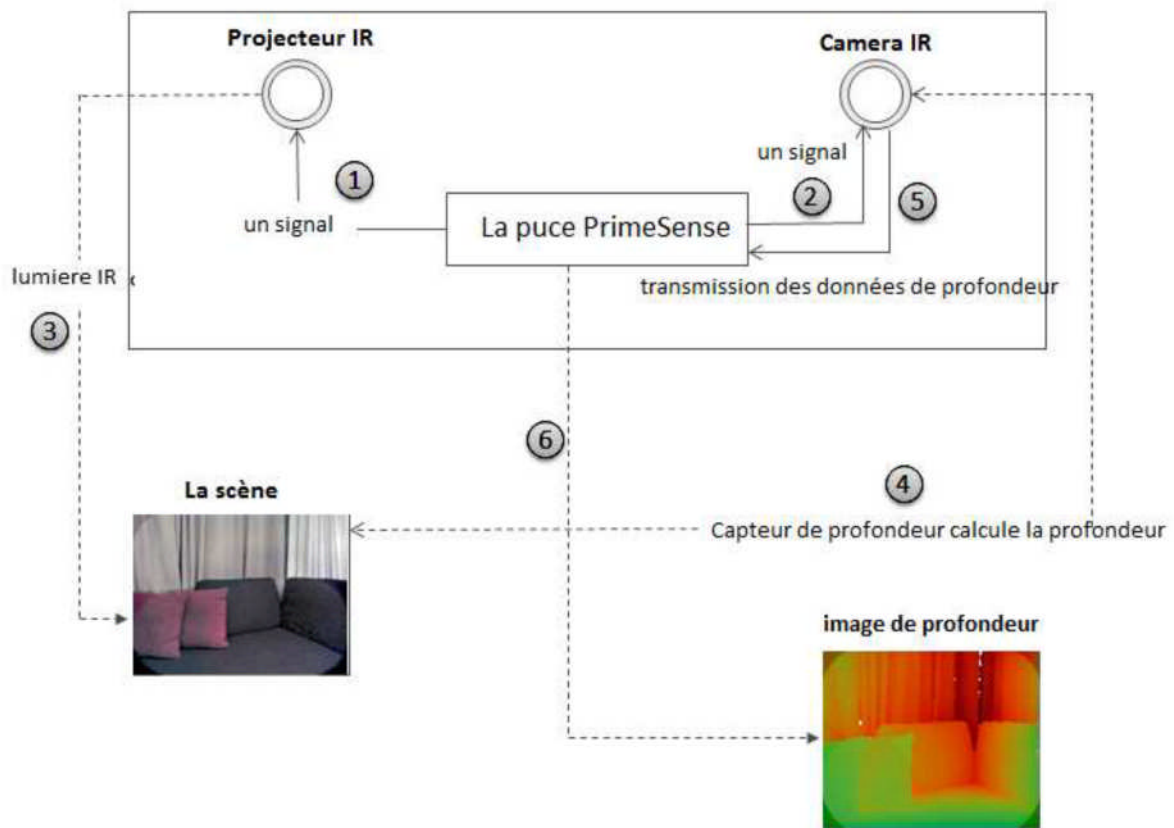 Projecteur IR
Camera IR
un signal
1
2
5
un signal
La puce PrimeSense
lumiere IR
transmission des données de profondeur
3
6
4
La scène
Capteur de profondeur calcule la profondeur
image de profondeur